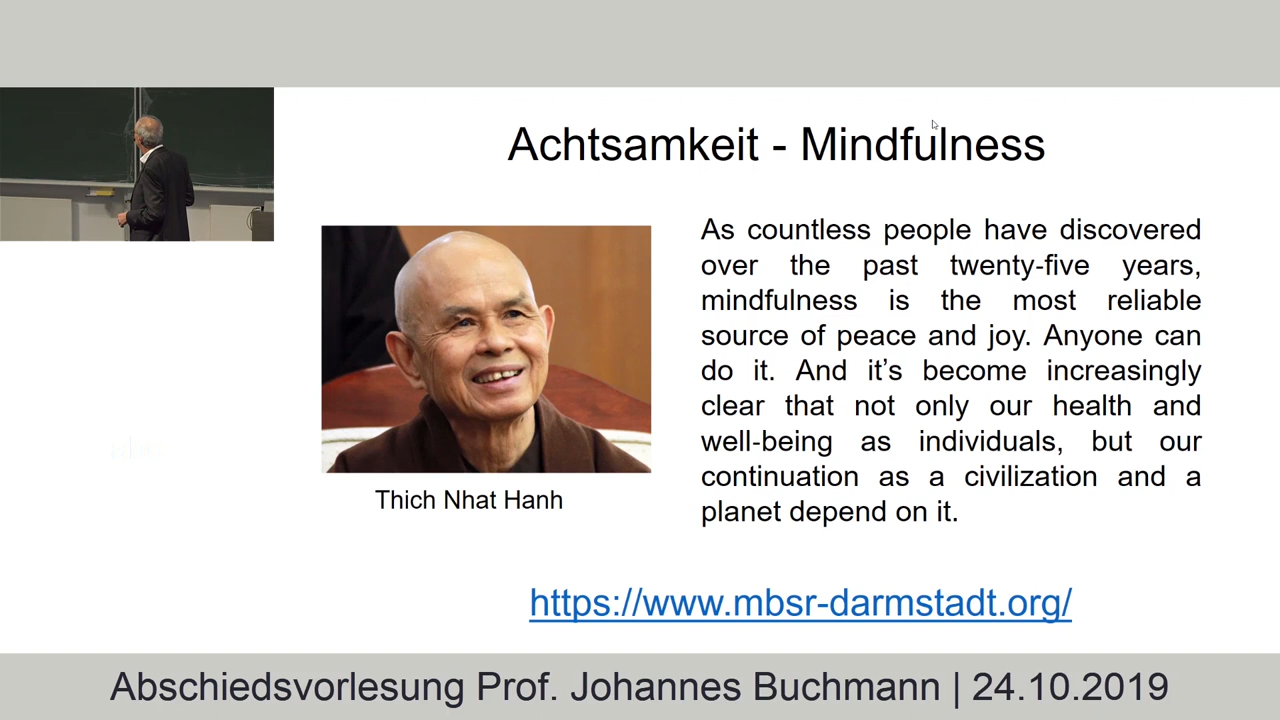 Achtsamkeit - Mindfulness
As countless people have discovered
over the past twenty-five years,
mindfulness is the most reliable
source of peace and joy. Anyone can
do it. And it’s become increasingly
clear that not only our health and
well-being as individuals, but our
continuation as a civilization and a
planet depend on it.
Thich Nhat Hanh
https://www.mbsr-darmstadt.org/
Abschiedsvorlesung Prof. Johannes Buchmann | 24.10.2019